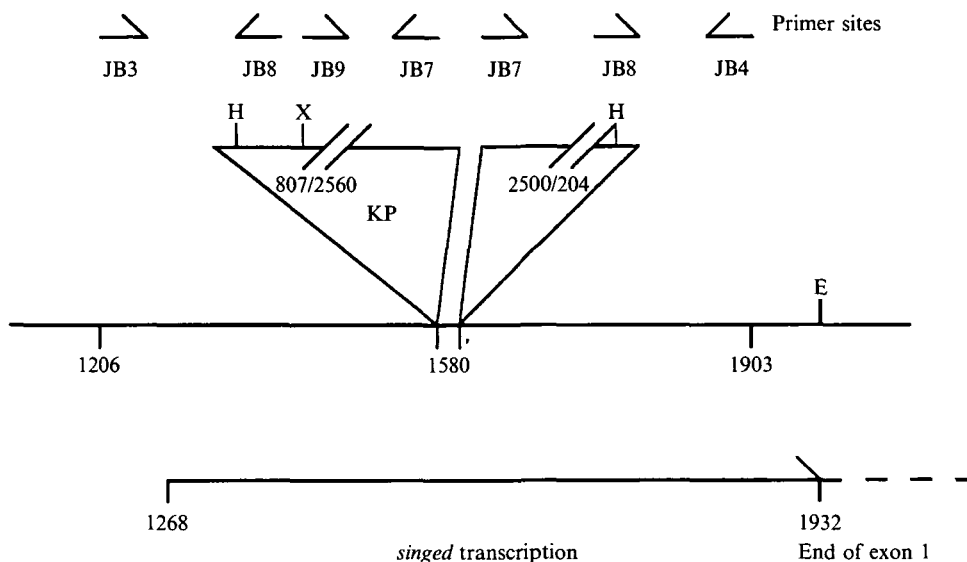 Primer sites
JB3 JB8 JB9 JB7 JB7 JB8 JB4
H X H
807/2560 2500/204
KP
E
1206 1580 1903
1268 1932
singed transcription End of exon 1